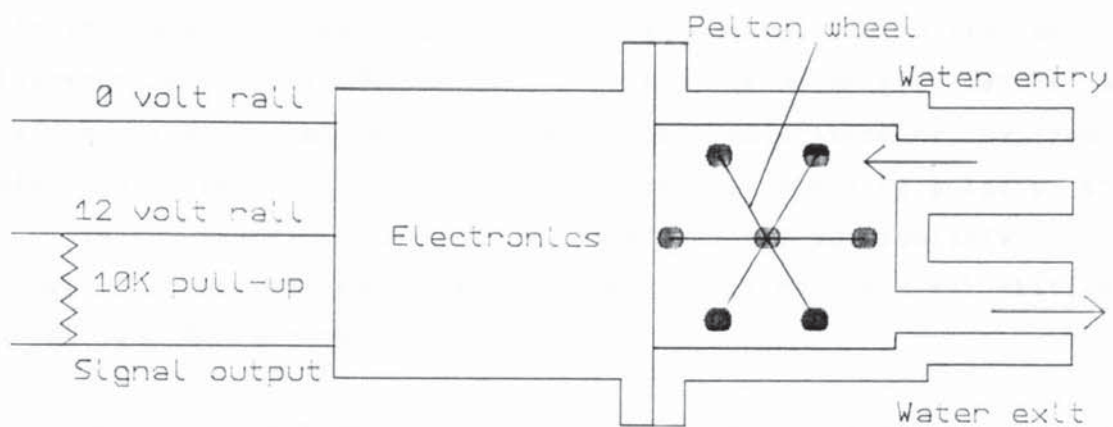 Pelton wheel
Water entry
0 volt rail
12 volt rail
Electronics
10K pull-up
Signal output
Water exit